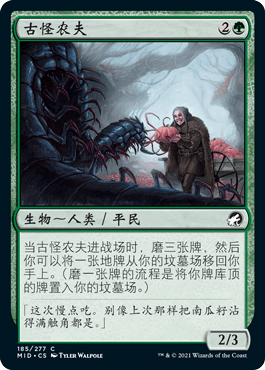 古怪农夫 2
生物～人类 / 平民
当古怪农夫进战场时，磨三张牌，然后
你可以将一张地牌从你的坟墓场移回你
手上。（磨一张牌的流程是将你牌库顶
的牌置入你的坟墓场。）
「这次慢点吃。别像上次那样把南瓜籽沾
得满触角都是。」
2/3
185/277 C
MID • CS TYLER WALPOLE
™ & © 2021 Wizards of the Coast